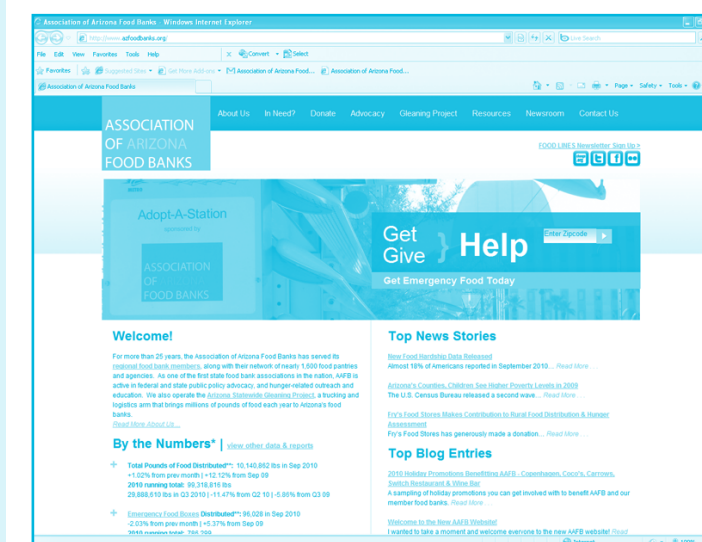 Association of Arizona Food Banks - Windows Internet Explorer
http://www.azfoodbanks.org/
Live Search
File Edit View Favorites Tools Help
Convert Select
Favorites Suggested Sites Get More Add-ons Association of Arizona Food... Association of Arizona Food...
Association of Arizona Food Banks
Page Safety Tools
About Us In Need? Donate Advocacy Gleaning Project Resources Newsroom Contact Us
ASSOCIATION
OF ARIZONA
FOOD BANKS
FOOD LINES Newsletter Sign Up >
Adopt-A-Station
sponsored by
ASSOCIATION
OF
FOOD BANKS
Get
Give } Help
Enter Zipcode
Get Emergency Food Today
Welcome!
For more than 25 years, the Association of Arizona Food Banks has served its
regional food bank members, along with their network of nearly 1,600 food pantries
and agencies. As one of the first state food bank associations in the nation, AAFB is
active in federal and state public policy advocacy, and hunger-related outreach and
education. We also operate the Arizona Statewide Gleaning Project, a trucking and
logistics arm that brings millions of pounds of food each year to Arizona's food
banks.
Read More About Us...
By the Numbers* | view other data & reports
Total Pounds of Food Distributed**: 10,140,862 lbs in Sep 2010
+1.02% from prev month | +12.12% from Sep 09
2010 running total: 99,318,816 lbs
29,888,610 lbs in Q3 2010 | -11.47% from Q2 10 | -5.85% from Q3 09
Emergency Food Boxes Distributed**: 96,028 in Sep 2010
-2.03% from prev month | +5.37% from Sep 09
2010 running total: 796,299
Top News Stories
New Food Hardship Data Released
Almost 18% of Americans reported in September 2010... Read More . . .
Arizona's Counties, Children See Higher Poverty Levels in 2009
The U.S. Census Bureau released a second wave... Read More . . .
Fry's Food Stores Makes Contribution to Rural Food Distribution & Hunger
Assessment
Fry's Food Stores has generously made a donation... Read More . . .
Top Blog Entries
2010 Holiday Promotions Benefitting AAFB - Copenhagen, Coco's, Carrows,
Switch Restaurant & Wine Bar
A sampling of holiday promotions you can get involved with to benefit AAFB and our
member food banks. Read More . . .
Welcome to the New AAFB Website!
I wanted to take a moment and welcome everyone to the new AAFB website! Read
Internet